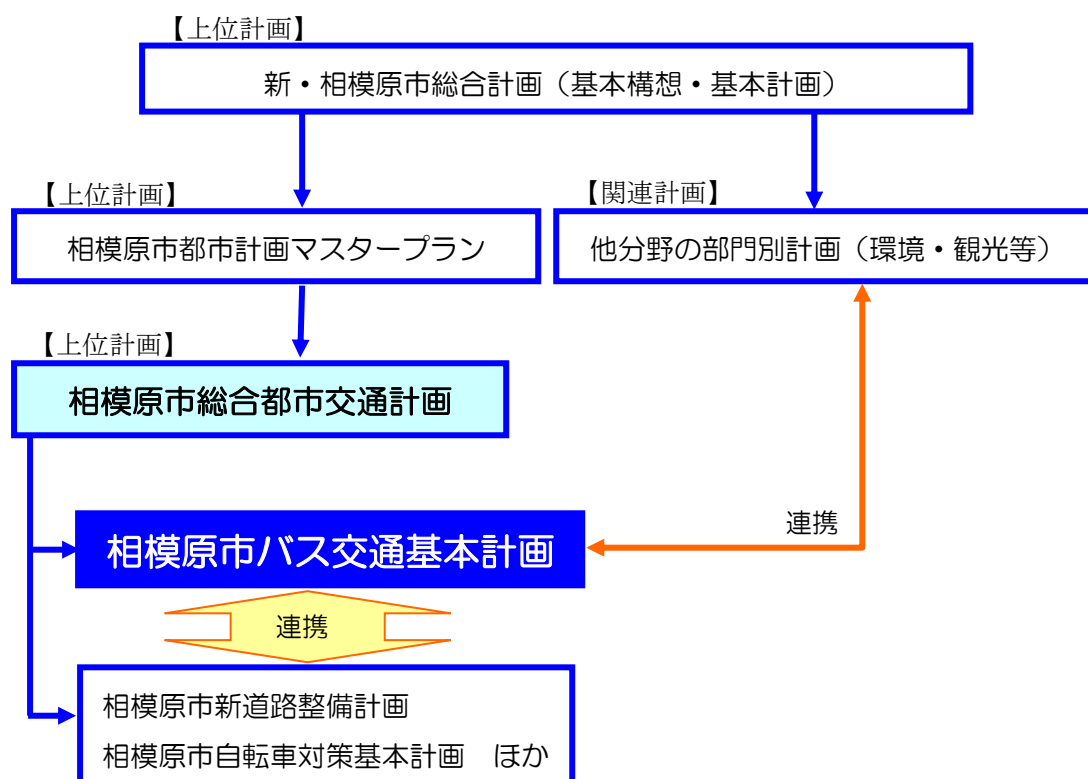 【上位計画】
新・相模原市総合計画（基本構想・基本計画）
【上位計画】
相模原市都市計画マスタープラン
【関連計画】
他分野の部門別計画（環境・観光等）
【上位計画】
相模原市総合都市交通計画
相模原市バス交通基本計画
連携
連携
相模原市新道路整備計画
相模原市自転車対策基本計画　ほか